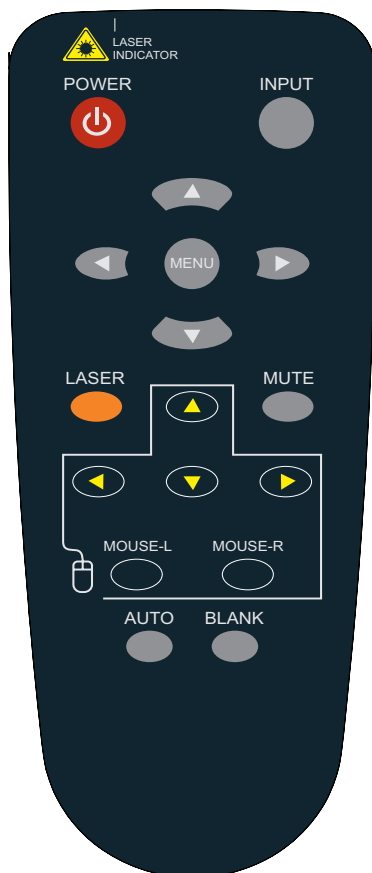 LASER
INDICATOR
POWER
INPUT
MENU
LASER
MUTE
MOUSE-L
MOUSE-R
AUTO
BLANK